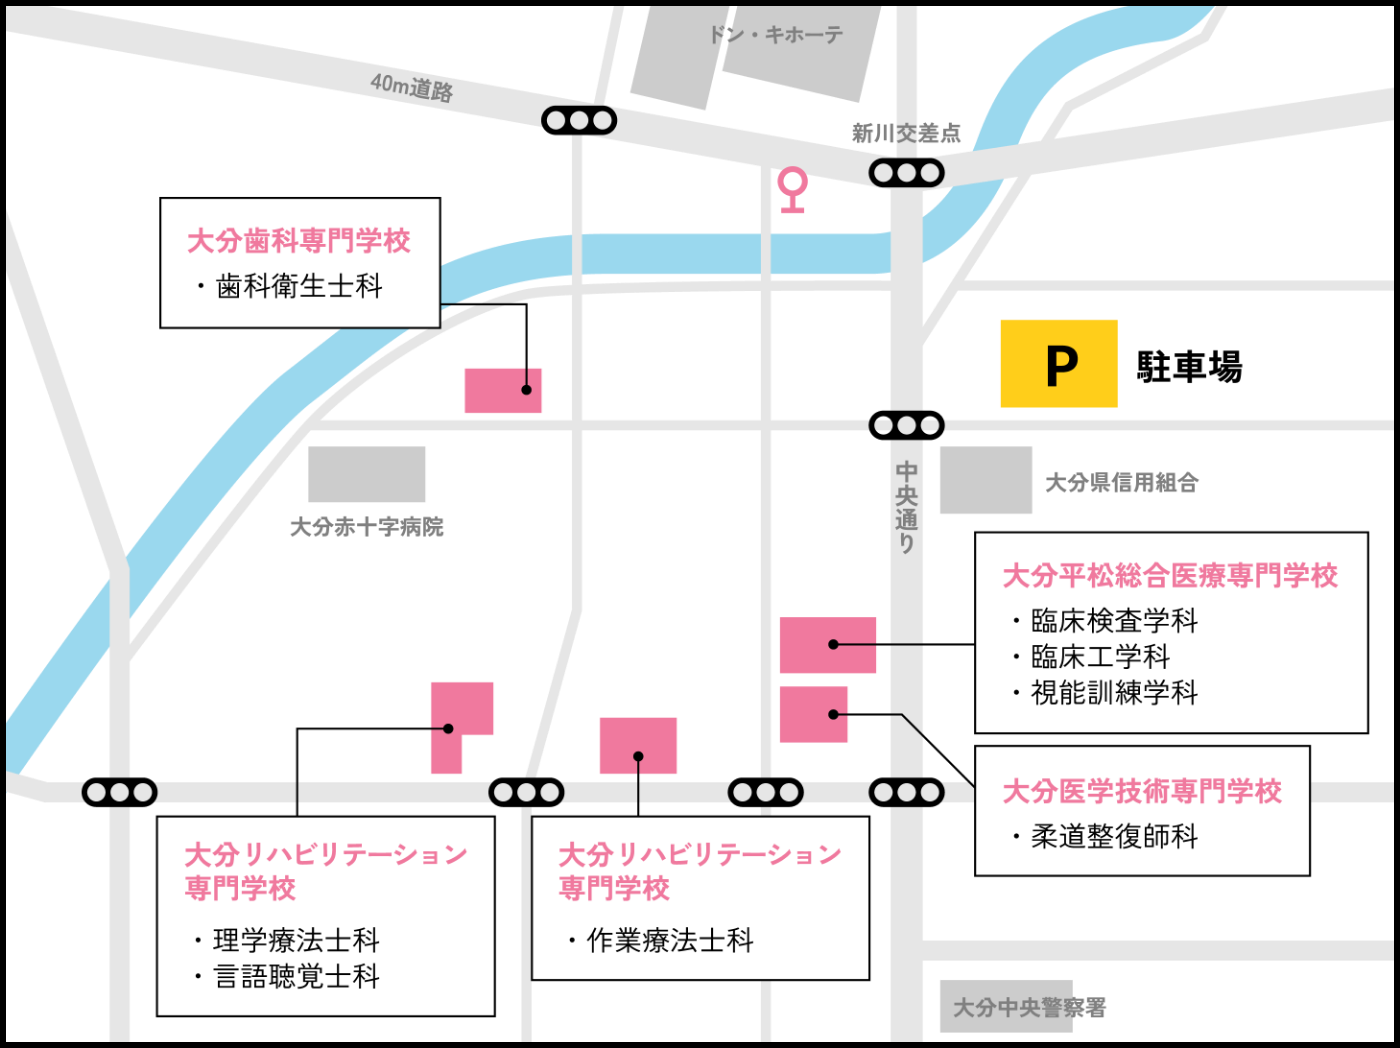 ドン・キホーテ
40m道路
新川交差点
大分歯科専門学校
・歯科衛生士科
P
駐車場
中央通り
大分県信用組合
大分赤十字病院
大分平松総合医療専門学校
・臨床検査学科
・臨床工学科
・視能訓練学科
大分医学技術専門学校
・柔道整復師科
大分リハビリテーション
専門学校
・理学療法士科
・言語聴覚士科
大分リハビリテーション
専門学校
・作業療法士科
大分中央警察署